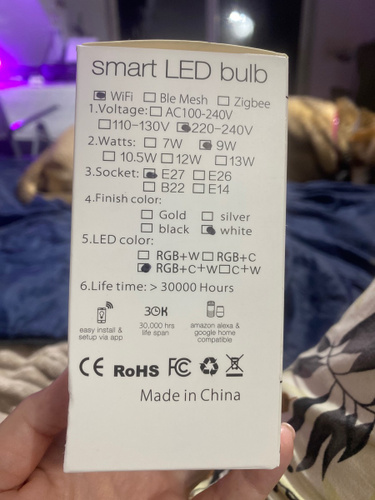 smart LED bulb
WiFi Ble Mesh Zigbee
1.Voltage: AC100-240V
110-130V 220-240V
2.Watts: 7W 9W
10.5W 12W 13W
3.Socket: E27 E26
B22 E14
4.Finish color:
Gold silver
black white
5.LED color:
RGB+W RGB+C
RGB+C+W C+W
6.Life time: > 30000 Hours
30K
easy install & setup via app
30,000 hrs life span
amazon alexa & google home compatible
CE RoHS FC
Made in China